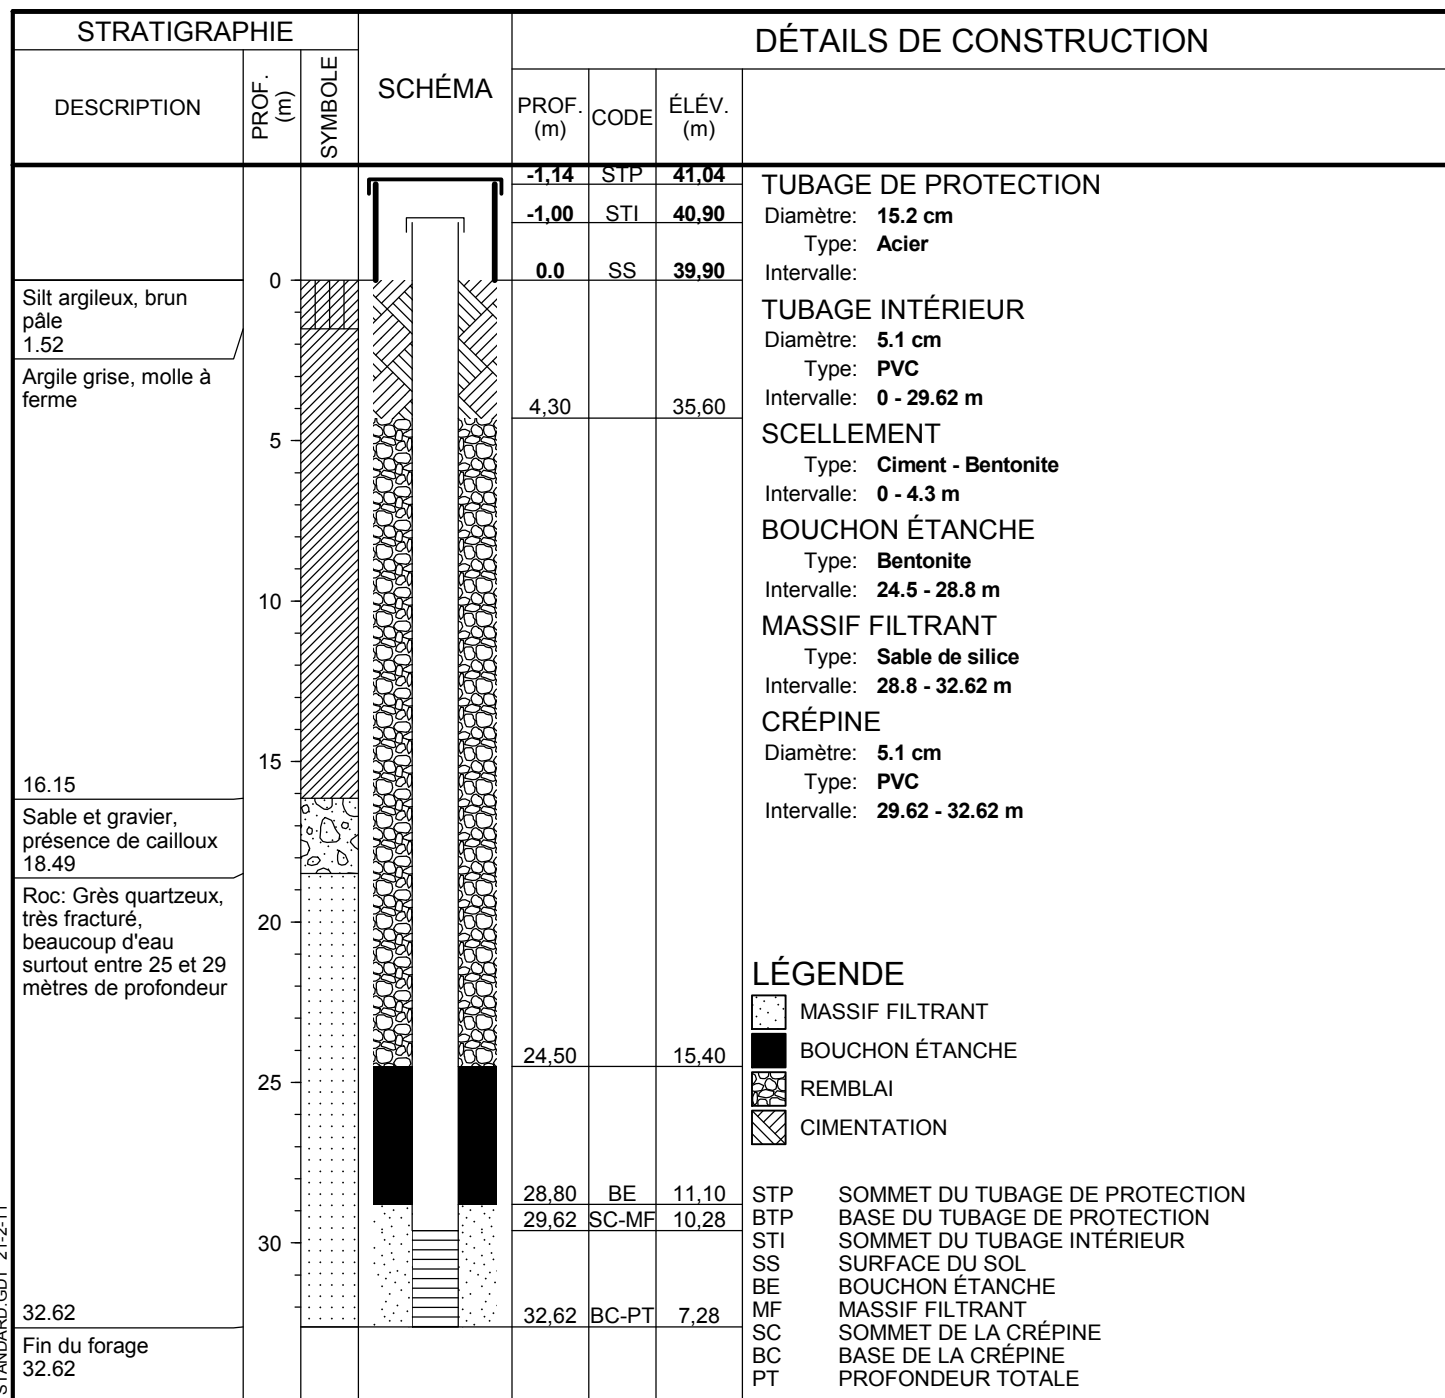 STRATIGRAPHIE
DESCRIPTION
PROF. (m)
SYMBOLE
SCHÉMA
DÉTAILS DE CONSTRUCTION
PROF. (m)
CODE
ÉLÉV. (m)
-1,14 STP 41,04
-1,00 STI 40,90
0.0 SS 39,90
4,30 35,60
24,50 15,40
28,80 BE 11,10
29,62 SC-MF 10,28
32,62 BC-PT 7,28
Silt argileux, brun
pâle
1.52
Argile grise, molle à
ferme
16.15
Sable et gravier,
présence de cailloux
18.49
Roc: Grès quartzeux,
très fracturé,
beaucoup d'eau
surtout entre 25 et 29
mètres de profondeur
32.62
Fin du forage
32.62
0
5
10
15
20
25
30
TUBAGE DE PROTECTION
Diamètre: 15.2 cm
Type: Acier
Intervalle:
TUBAGE INTÉRIEUR
Diamètre: 5.1 cm
Type: PVC
Intervalle: 0 - 29.62 m
SCELLEMENT
Type: Ciment - Bentonite
Intervalle: 0 - 4.3 m
BOUCHON ÉTANCHE
Type: Bentonite
Intervalle: 24.5 - 28.8 m
MASSIF FILTRANT
Type: Sable de silice
Intervalle: 28.8 - 32.62 m
CRÉPINE
Diamètre: 5.1 cm
Type: PVC
Intervalle: 29.62 - 32.62 m
LÉGENDE
MASSIF FILTRANT
BOUCHON ÉTANCHE
REMBLAI
CIMENTATION
STP SOMMET DU TUBAGE DE PROTECTION
BTP BASE DU TUBAGE DE PROTECTION
STI SOMMET DU TUBAGE INTÉRIEUR
SS SURFACE DU SOL
BE BOUCHON ÉTANCHE
MF MASSIF FILTRANT
SC SOMMET DE LA CRÉPINE
BC BASE DE LA CRÉPINE
PT PROFONDEUR TOTALE